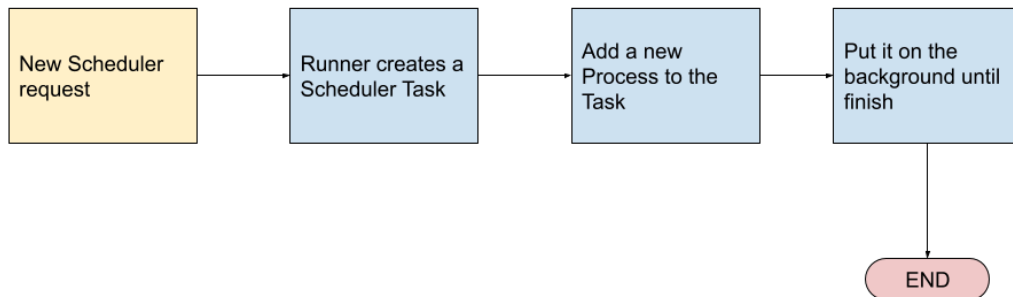 New Scheduler
request
Runner creates a
Scheduler Task
Add a new
Process to the
Task
Put it on the
background until
finish
END